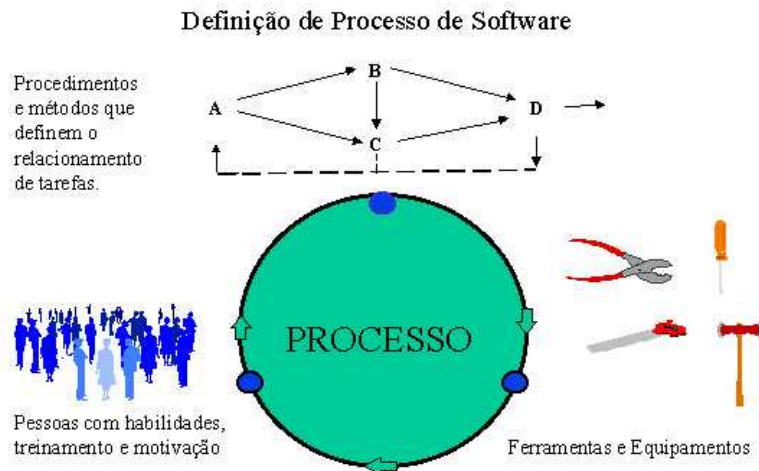 Definição de Processo de Software
Procedimentos
e métodos que
definem o
relacionamento
de tarefas.
B
A
D
C
PROCESSO
Pessoas com habilidades,
treinamento e motivação
Ferramentas e Equipamentos